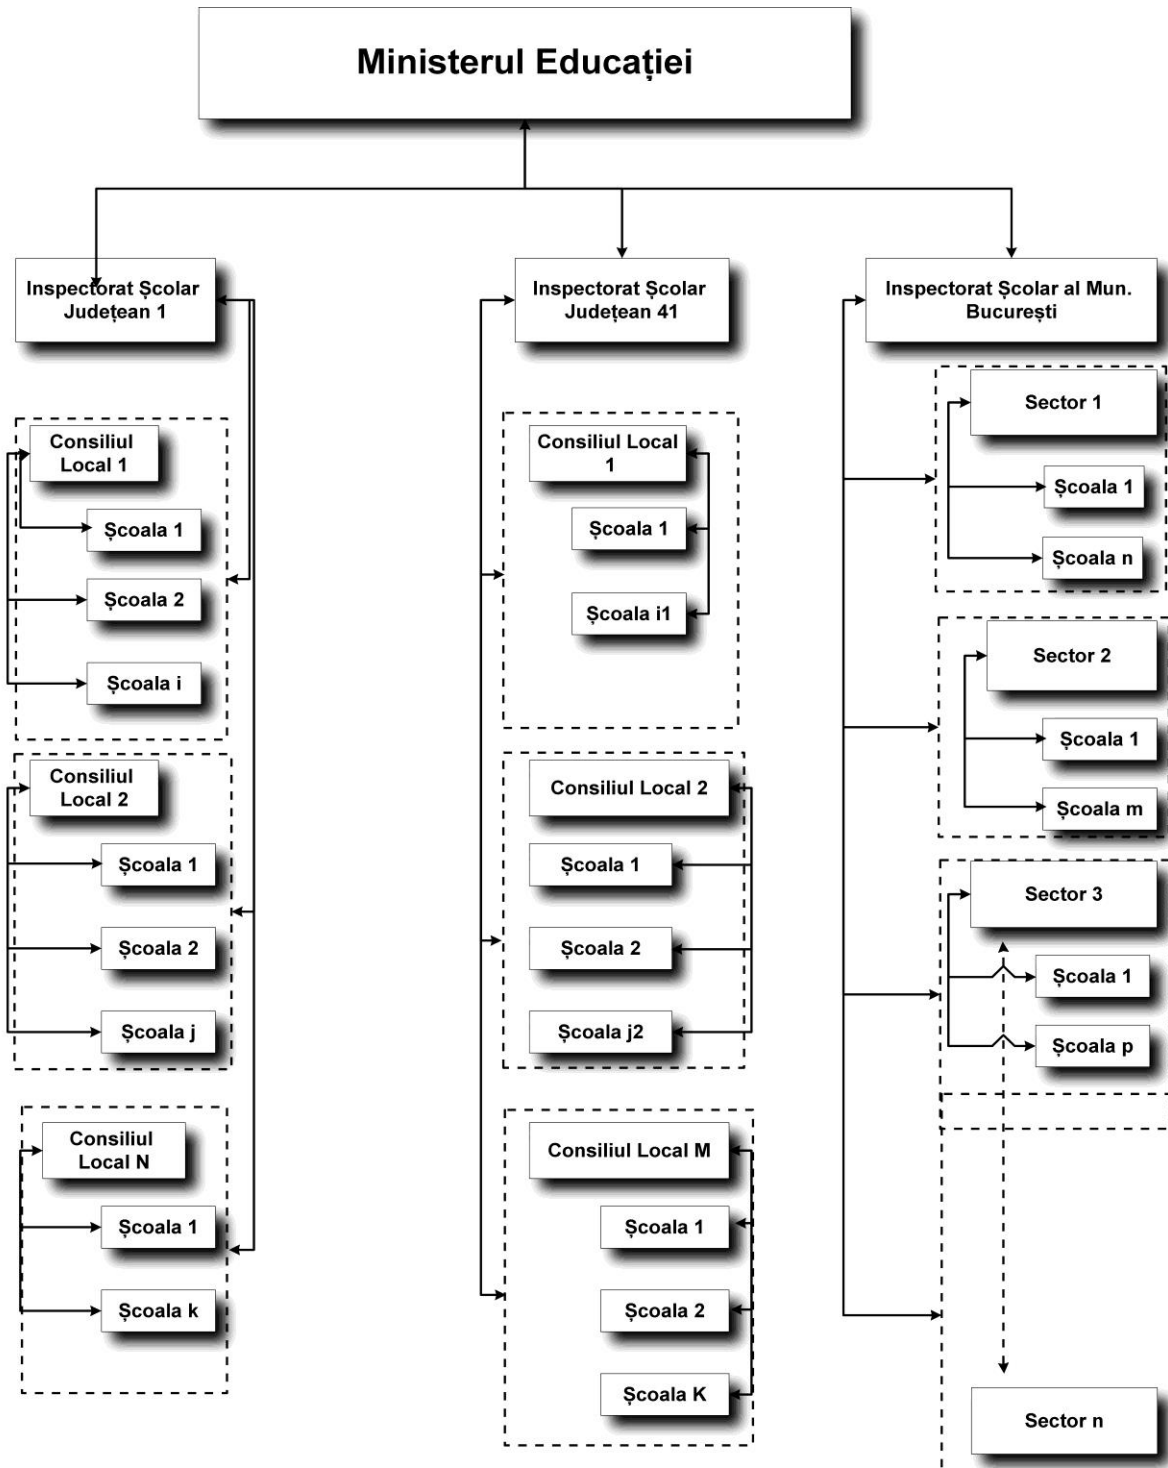 Ministerul Educației
Inspectorat Școlar
Județean 1
Consiliul
Local 1
Școala 1
Școala 2
Școala i
Consiliul
Local 2
Școala 1
Școala 2
Școala j
Consiliul
Local N
Școala 1
Școala k
Inspectorat Școlar
Județean 41
Consiliul Local
1
Școala 1
Școala i1
Consiliul Local 2
Școala 1
Școala 2
Școala j2
Consiliul Local M
Școala 1
Școala 2
Școala K
Inspectorat Școlar al Mun.
București
Sector 1
Școala 1
Școala n
Sector 2
Școala 1
Școala m
Sector 3
Școala 1
Școala p
Sector n